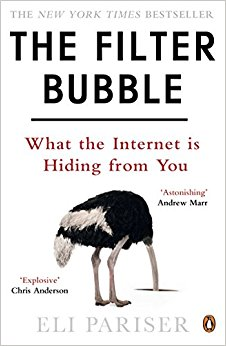 THE NEW YORK TIMES BESTSELLER
THE FILTER
BUBBLE
What the Internet is
Hiding from You
'Astonishing'
Andrew Marr
'Explosive'
Chris Anderson
ELI PARISER